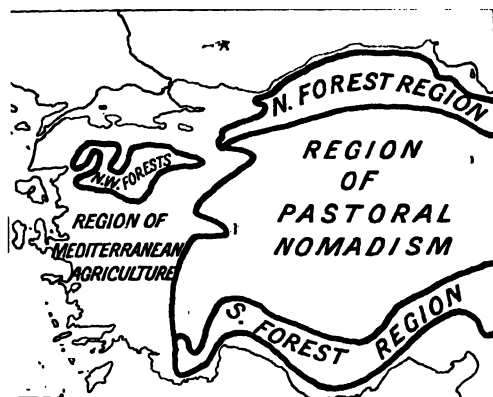 N. FOREST REGION
REGION
OF
PASTORAL
NOMADISM
N.W. FORESTS
REGION OF
MEDITERRANEAN
AGRICULTURE
S. FOREST REGION